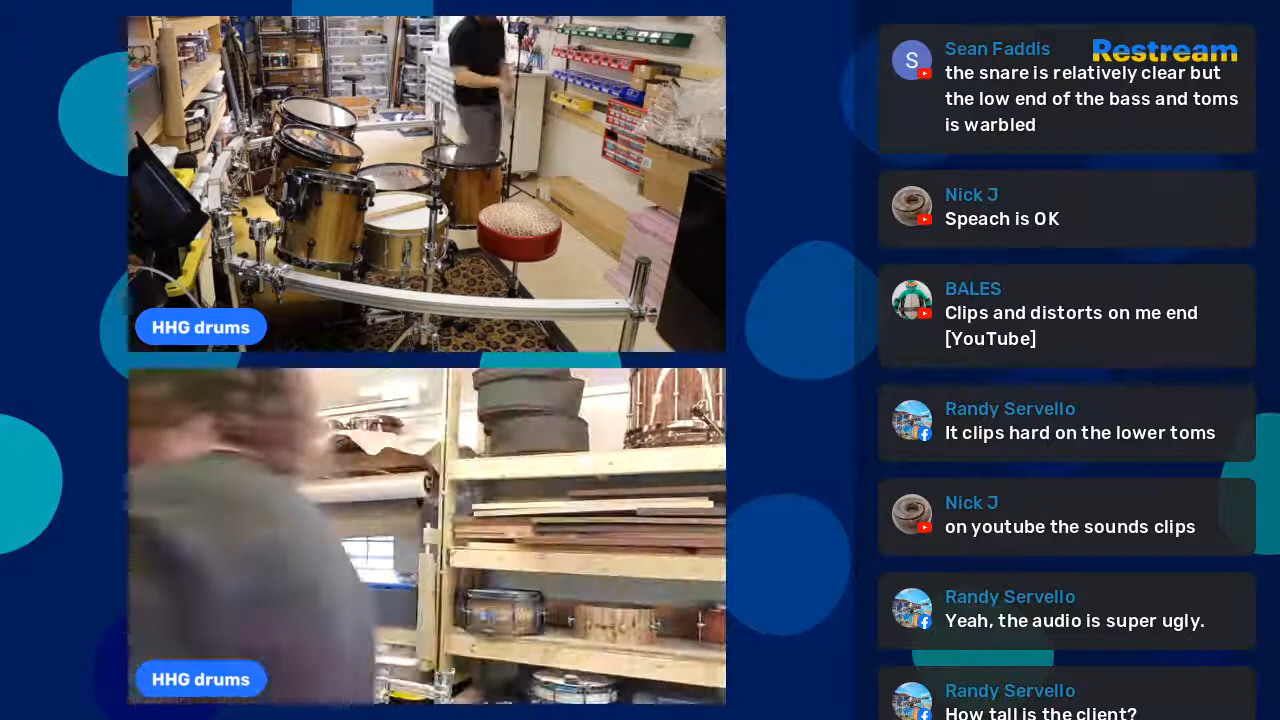 HHG drums
HHG drums
Restream
Sean Faddis
the snare is relatively clear but
the low end of the bass and toms
is warbled
Nick J
Speach is OK
BALES
Clips and distorts on me end
[YouTube]
Randy Servello
It clips hard on the lower toms
Nick J
on youtube the sounds clips
Randy Servello
Yeah, the audio is super ugly.
Randy Servello
How tall is the client?